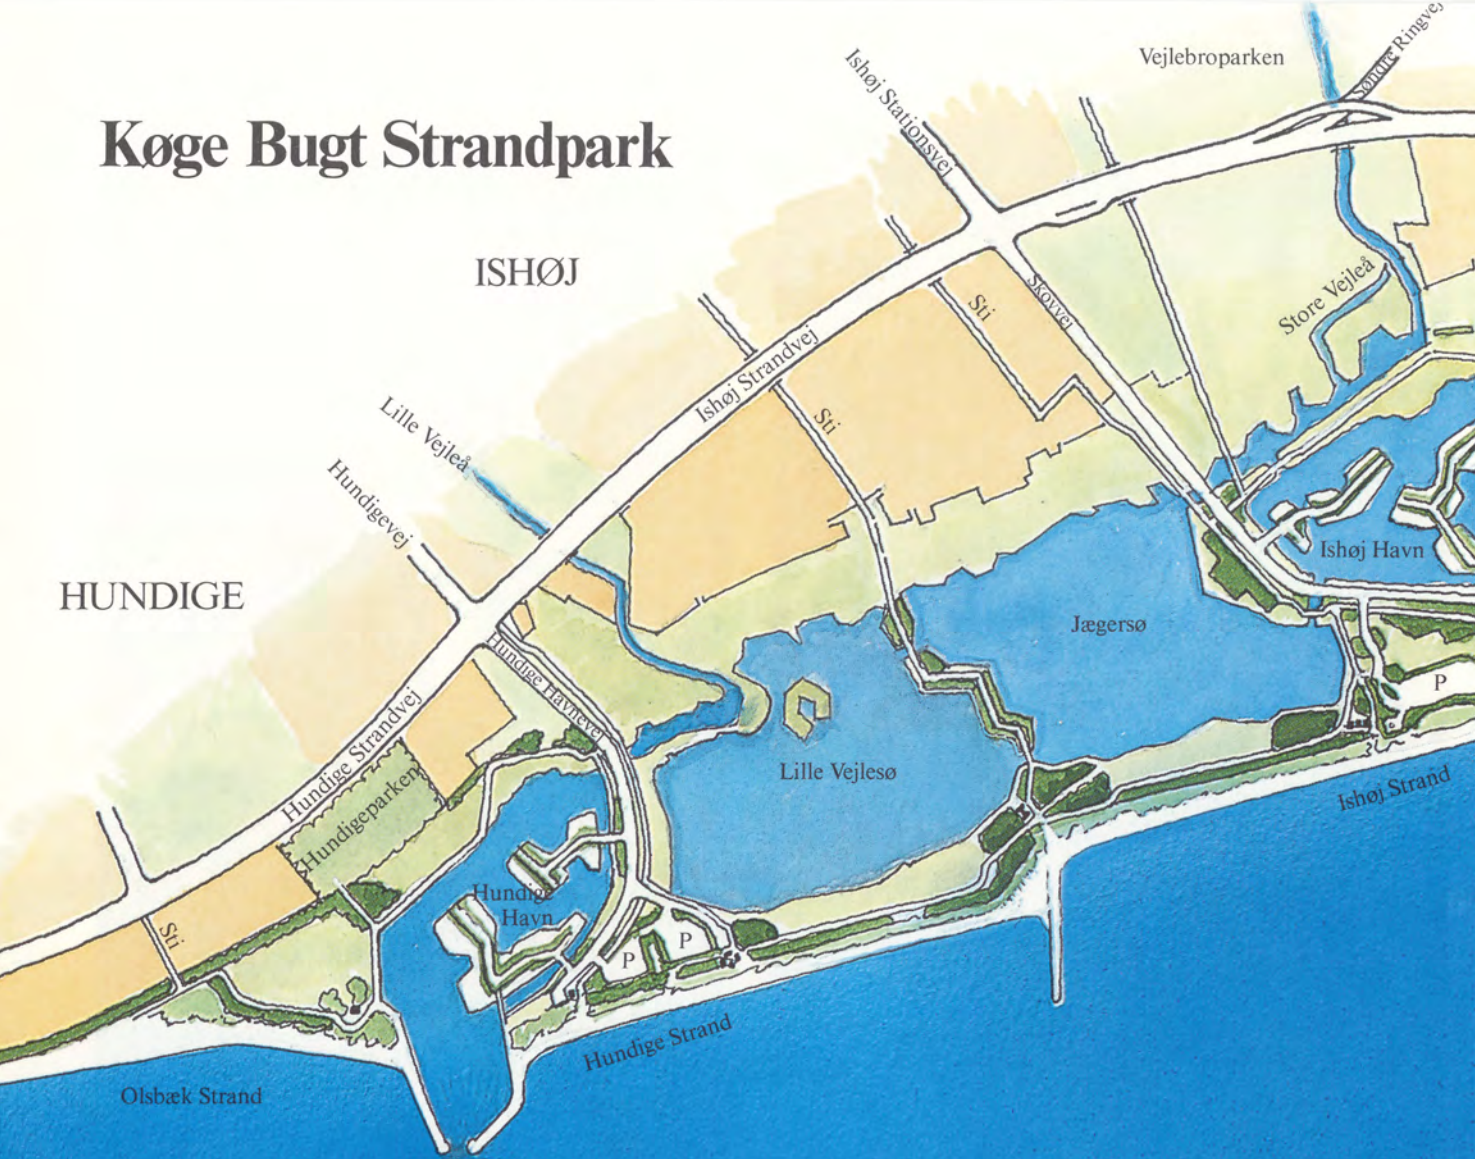 Køge Bugt Strandpark
Vejlebroparken
Søndre Ringvej
Ishøj Stationsvej
ISHØJ
Store Vejleå
Skovvej
Sti
Ishøj Strandvej
Sti
Lille Vejleå
Hundigevej
Ishøj Havn
HUNDIGE
Jægersø
Hundige Havnevej
P
Hundige Strandvej
Lille Vejlesø
Ishøj Strand
Hundigeparken
Hundige
Havn
Sti
P
P
Hundige Strand
Olsbæk Strand